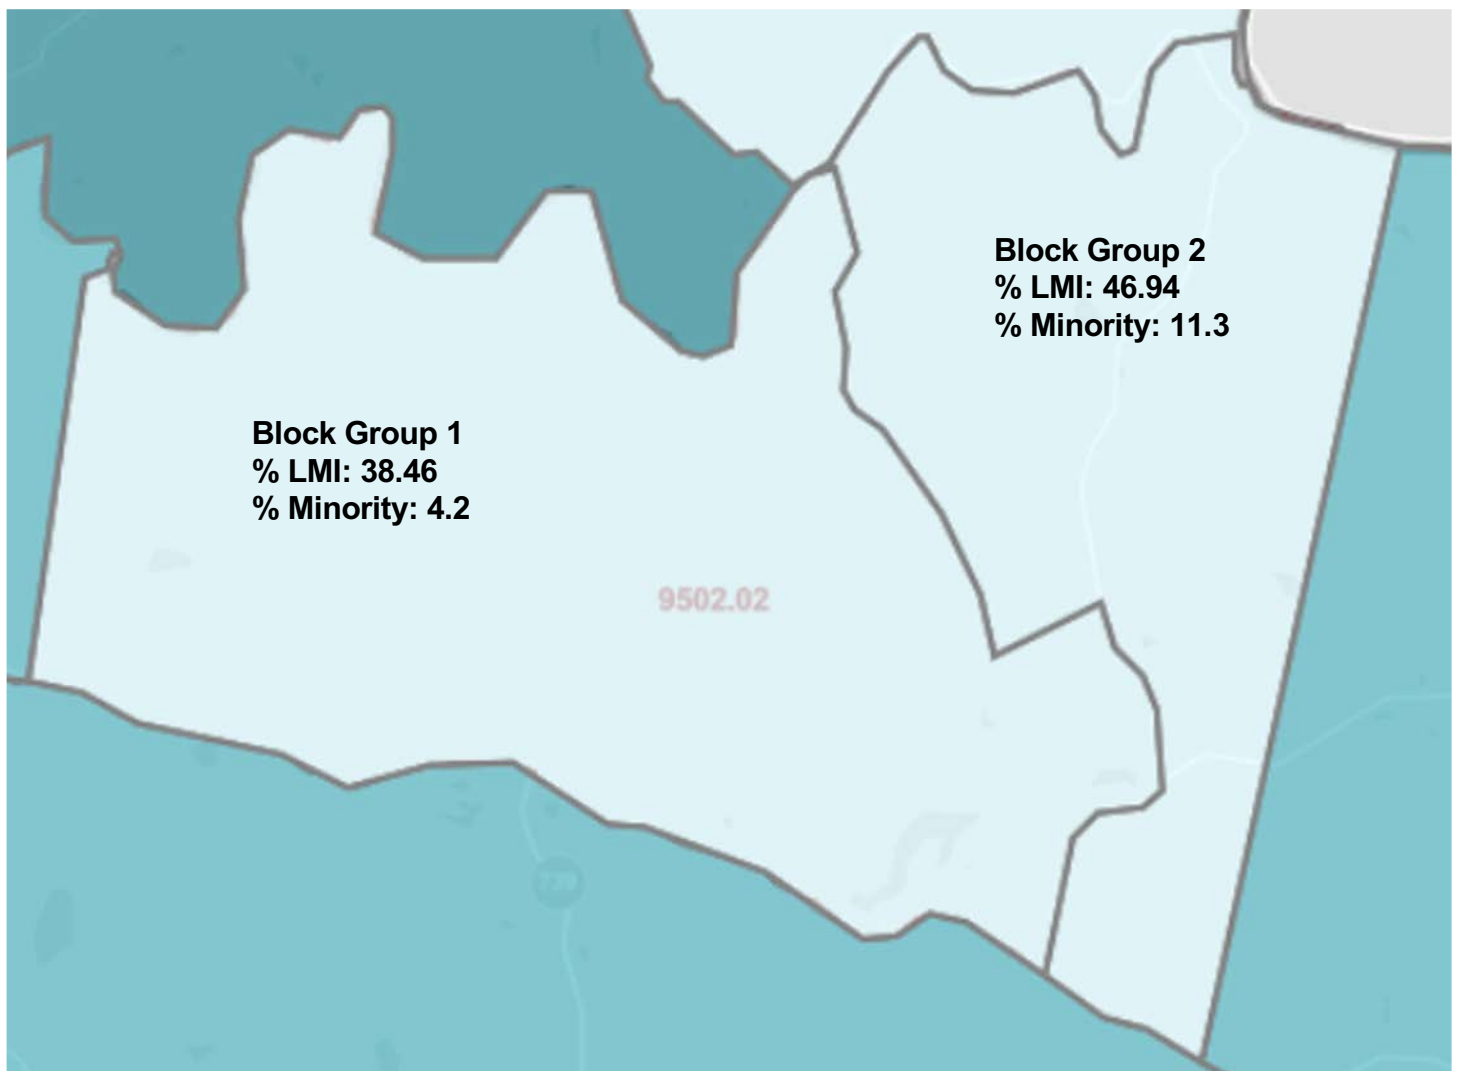 Block Group 2
% LMI: 46.94
% Minority: 11.3
Block Group 1
% LMI: 38.46
% Minority: 4.2
9502.02